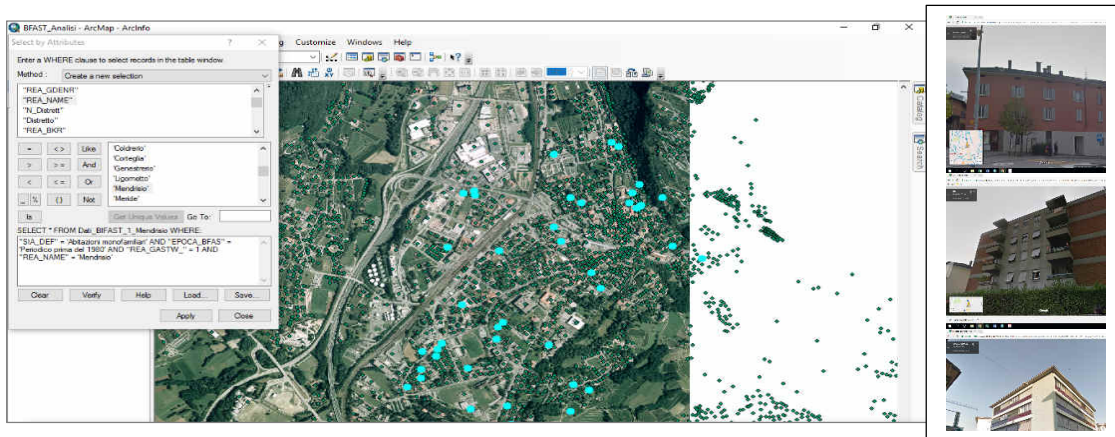 BFAST_Analisi - ArcMap - ArcInfo
Select by Attributes
? ×
Customize Windows Help
Enter a WHERE clause to select records in the table window.
Method : Create a new selection
"REA_GDENR"
"REA_NAME"
"N_Distrett"
"Distretto"
"REA_BKR"
= < > Like
> > = And
< < = Or
_ % ( ) Not
Is
'Coldrerio'
'Corteglia'
'Genestrerio'
'Ligornetto'
'Mendrisio'
'Meride'
Get Unique Values Go To:
SELECT * FROM Dati_BIFAST_1_Mendrisio WHERE:
"SIA_DEF" = 'Abitazioni monofamiliari' AND "EPOCA_BFAS" =
'Periodico prima del 1980' AND "REA_GASTW_" = 1 AND
"REA_NAME" = 'Mendrisio'
Clear Verify Help Load... Save...
Apply Close
Catalog
Search